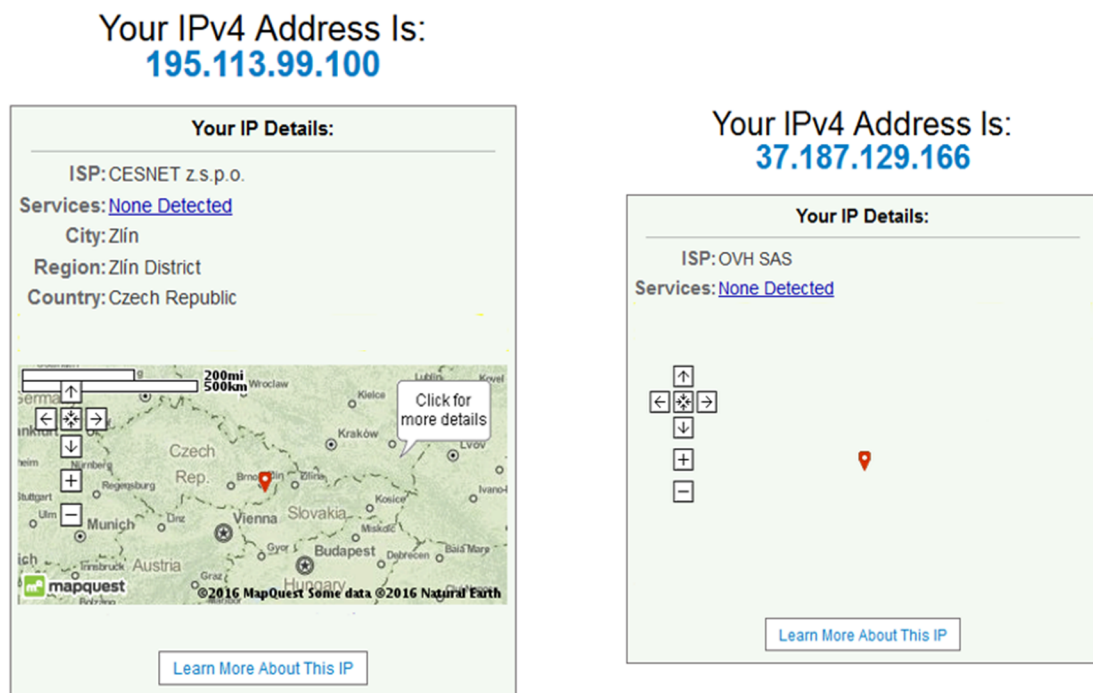 Your IPv4 Address Is:
195.113.99.100
Your IP Details:
ISP: CESNET z.s.p.o.
Services: None Detected
City: Zlín
Region: Zlín District
Country: Czech Republic
200mi
500km
Wroclaw
Lublin
Kovel
Kielce
Click for
more details
Kraków
Lvov
Czech
Rep.
Nürnberg
Regensburg
Brno
Zilina
Ivano-
Stuttgart
Ulm
Munich
Linz
Vienna
Slovakia
Kosice
Miskolc
Innsbruck
Austria
Gyor
Budapest
Debrecen
Baia Mare
Graz
Hungary
mapquest
©2016 MapQuest Some data ©2016 Natural Earth
Learn More About This IP
Your IPv4 Address Is:
37.187.129.166
Your IP Details:
ISP: OVH SAS
Services: None Detected
Learn More About This IP